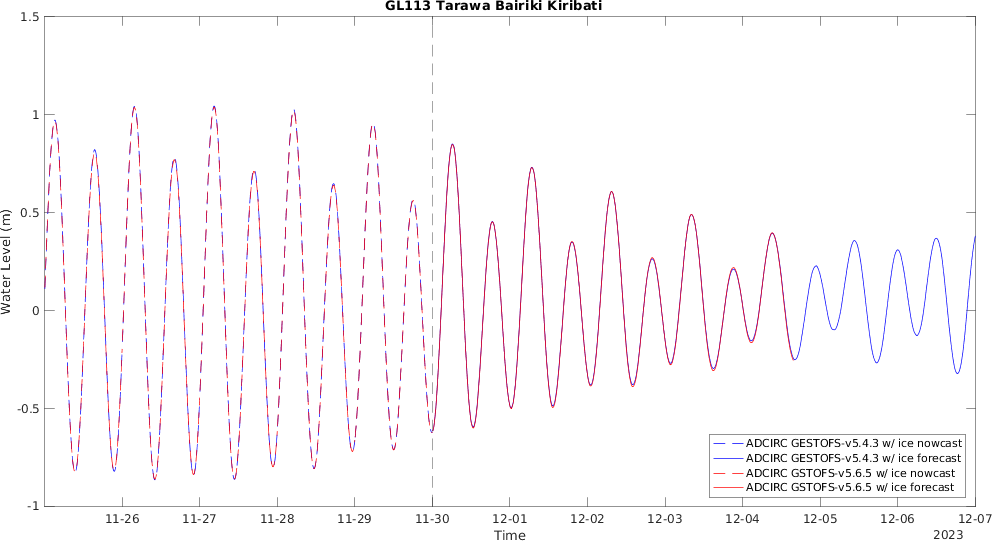 GL113 Tarawa Bairiki Kiribati
1.5
1
0.5
0
-0.5
-1
Water Level (m)
ADCIRC GESTOFS-v5.4.3 w/ ice nowcast
ADCIRC GESTOFS-v5.4.3 w/ ice forecast
ADCIRC GSTOFS-v5.6.5 w/ ice nowcast
ADCIRC GSTOFS-v5.6.5 w/ ice forecast
11-26 11-27 11-28 11-29 11-30 12-01 12-02 12-03 12-04 12-05 12-06 12-07
Time
2023